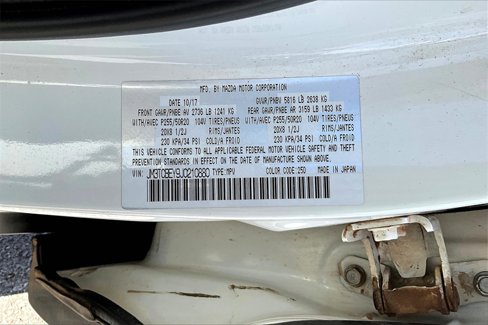 MFG. BY MAZDA MOTOR CORPORATION
DATE 10/17 GVWR/PNBV 5816 LB 2638 KG
FRONT GAWR/PNBE AV 2736 LB 1241 KG REAR GAWR/PNBE AR 3159 LB 1433 KG
WITH/AVEC P255/50R20 104V TIRES/PNEUS WITH/AVEC P255/50R20 104V TIRES/PNEUS
20X8 1/2J RIMS/JANTES 20X8 1/2J RIMS/JANTES
230 KPA/34 PSI COLD/A FROID 230 KPA/34 PSI COLD/A FROID
THIS VEHICLE CONFORMS TO ALL APPLICABLE FEDERAL MOTOR VEHICLE SAFETY AND
THEFT PREVENTION STANDARDS IN EFFECT ON THE DATE OF MANUFACTURE SHOWN ABOVE.
VIN: JM3TCBEY9J0210880 TYPE:MPV COLOR CODE:25D MADE IN JAPAN